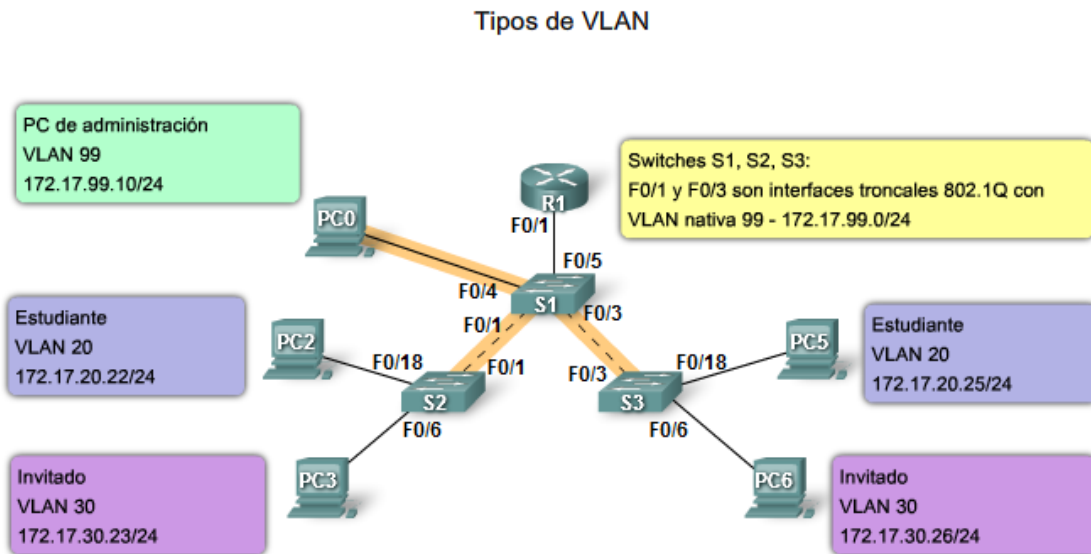 Tipos de VLAN
PC de administración
VLAN 99
172.17.99.10/24
Switches S1, S2, S3:
F0/1 y F0/3 son interfaces troncales 802.1Q con
VLAN nativa 99 - 172.17.99.0/24
R1
F0/1
PC0
F0/5
F0/4
S1
F0/1
F0/3
Estudiante
VLAN 20
172.17.20.22/24
PC2
F0/18
F0/1
S2
F0/6
F0/3
S3
F0/18
F0/6
PC5
Estudiante
VLAN 20
172.17.20.25/24
Invitado
VLAN 30
172.17.30.23/24
PC3
PC6
Invitado
VLAN 30
172.17.30.26/24